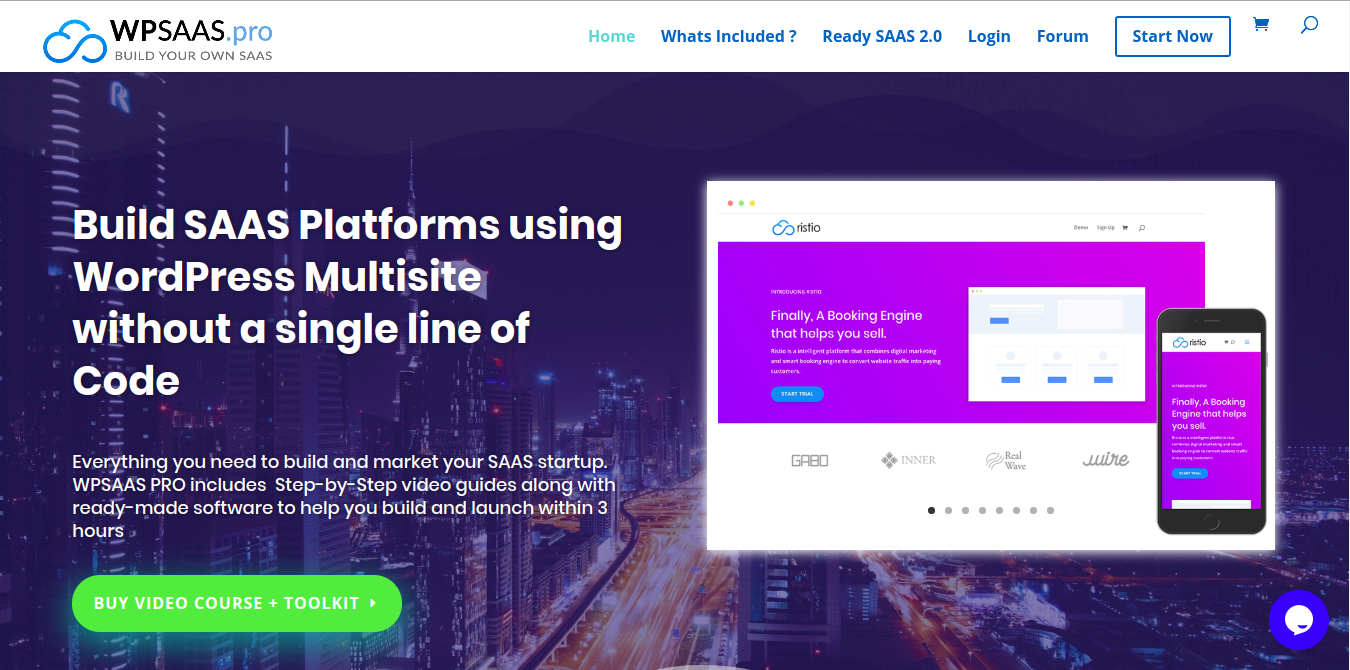 WPSAAS.pro
BUILD YOUR OWN SAAS
Home
Whats Included ?
Ready SAAS 2.0
Login
Forum
Start Now
Build SAAS Platforms using
WordPress Multisite
without a single line of
Code
Everything you need to build and market your SAAS startup.
WPSAAS PRO includes  Step-by-Step video guides along with
ready-made software to help you build and launch within 3
hours
BUY VIDEO COURSE + TOOLKIT
ristio
Demo
Sign Up
INTRODUCING RISTIO
Finally, A Booking Engine
that helps you sell.
Ristio is a intelligent platform that combines digital marketing
and smart booking engine to convert website traffic into paying
customers.
START TRIAL
GABO
INNER
Real
Wave
wire
ristio
INTRODUCING RISTIO
Finally, A Booking
Engine that helps
you sell.
Ristio is a intelligent platform that
combines digital marketing and smart
booking engine to convert website traffic
into paying customers.
START TRIAL